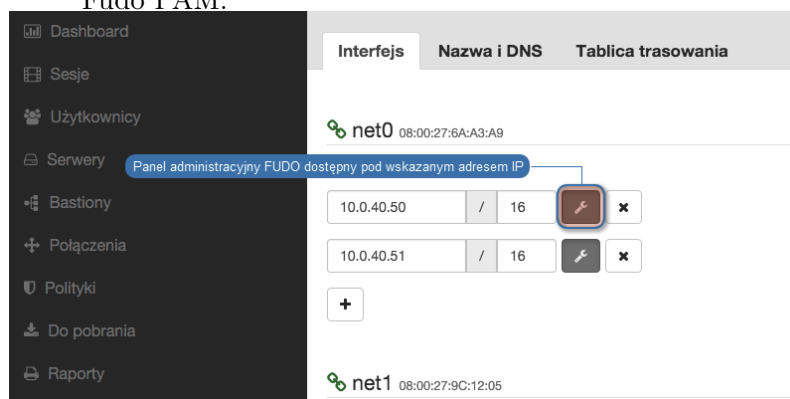 Fudo PAM.
Dashboard
Sesje
Użytkownicy
Serwery
Bastiony
Połączenia
Polityki
Do pobrania
Raporty
Interfejs Nazwa i DNS Tablica trasowania
net0 08:00:27:6A:A3:A9
Panel administracyjny FUDO dostępny pod wskazanym adresem IP
10.0.40.50 / 16
10.0.40.51 / 16
net1 08:00:27:9C:12:05